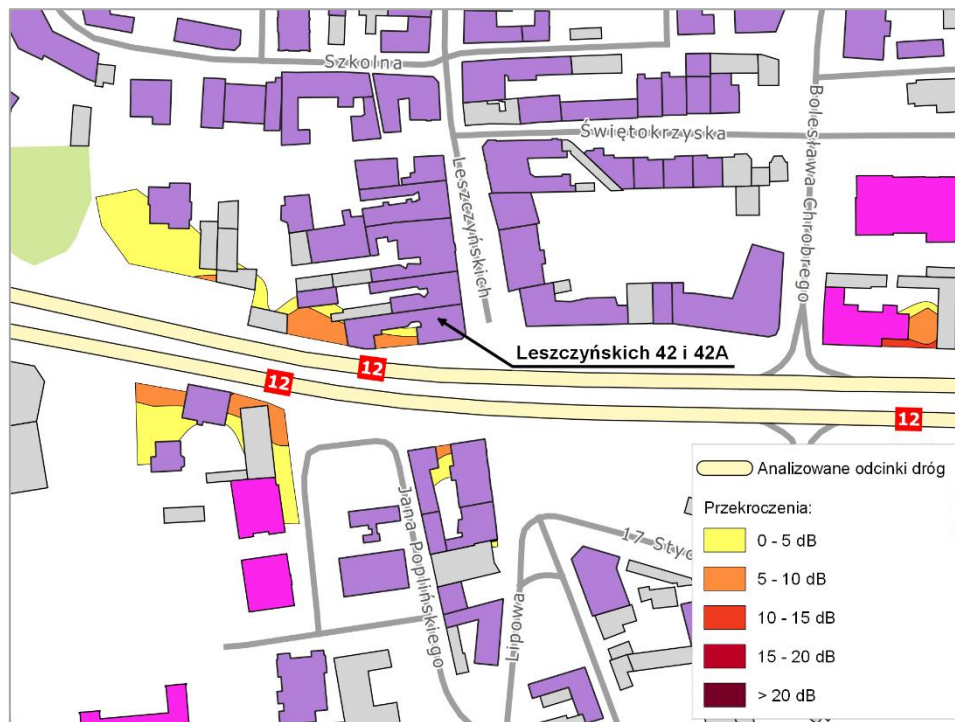 Szkolna
Świętokrzyska
Leszczyńskich
Bolesława Chrobrego
Leszczyńskich 42 i 42A
12
12
12
Jana Poplińskiego
Lipowa
17 Stycz
Analizowane odcinki dróg
Przekroczenia:
0 - 5 dB
5 - 10 dB
10 - 15 dB
15 - 20 dB
> 20 dB